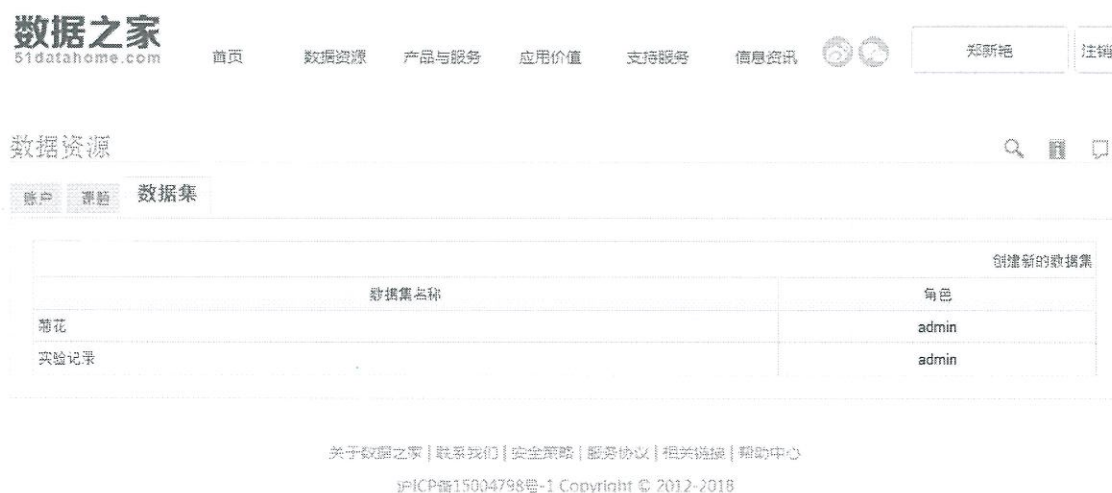 数据之家
51datahome.com
首页 数据资源 产品与服务 应用价值 支持服务 信息资讯 郑新艳 注销
数据资源
账户 课题 数据集
创建新的数据集
数据集名称 角色
菊花 admin
实验记录 admin
关于数据之家 | 联系我们 | 安全策略 | 服务协议 | 相关链接 | 帮助中心
沪ICP备15004798号-1 Copyright © 2012-2018